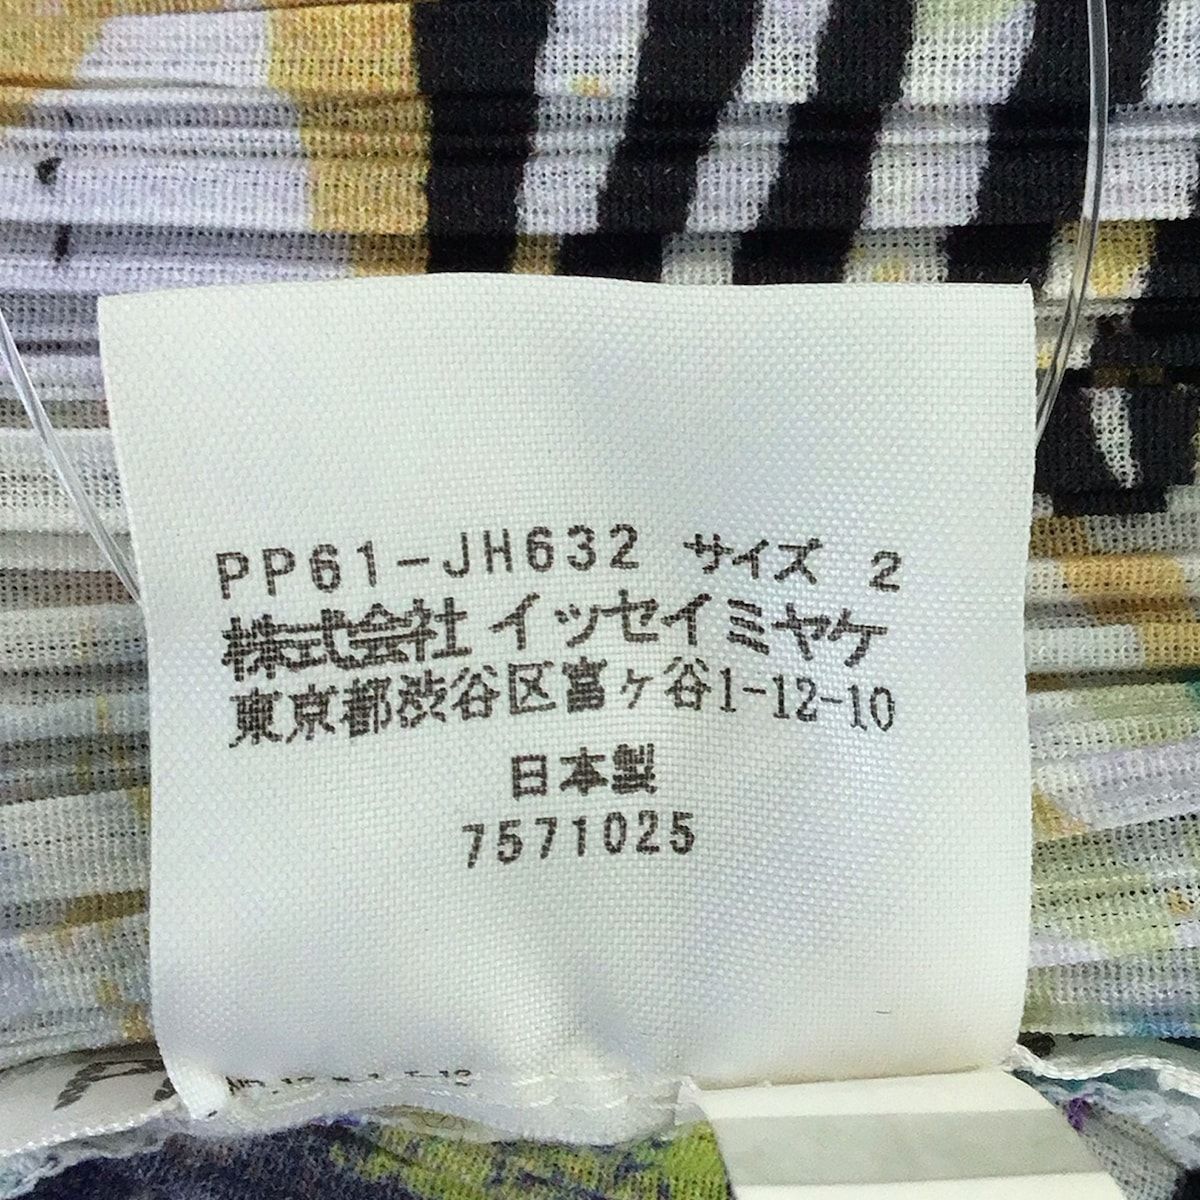 PP61-JH632 サイズ 2
株式会社 イッセイミヤケ
東京都渋谷区富ヶ谷1-12-10
日本製
7571025